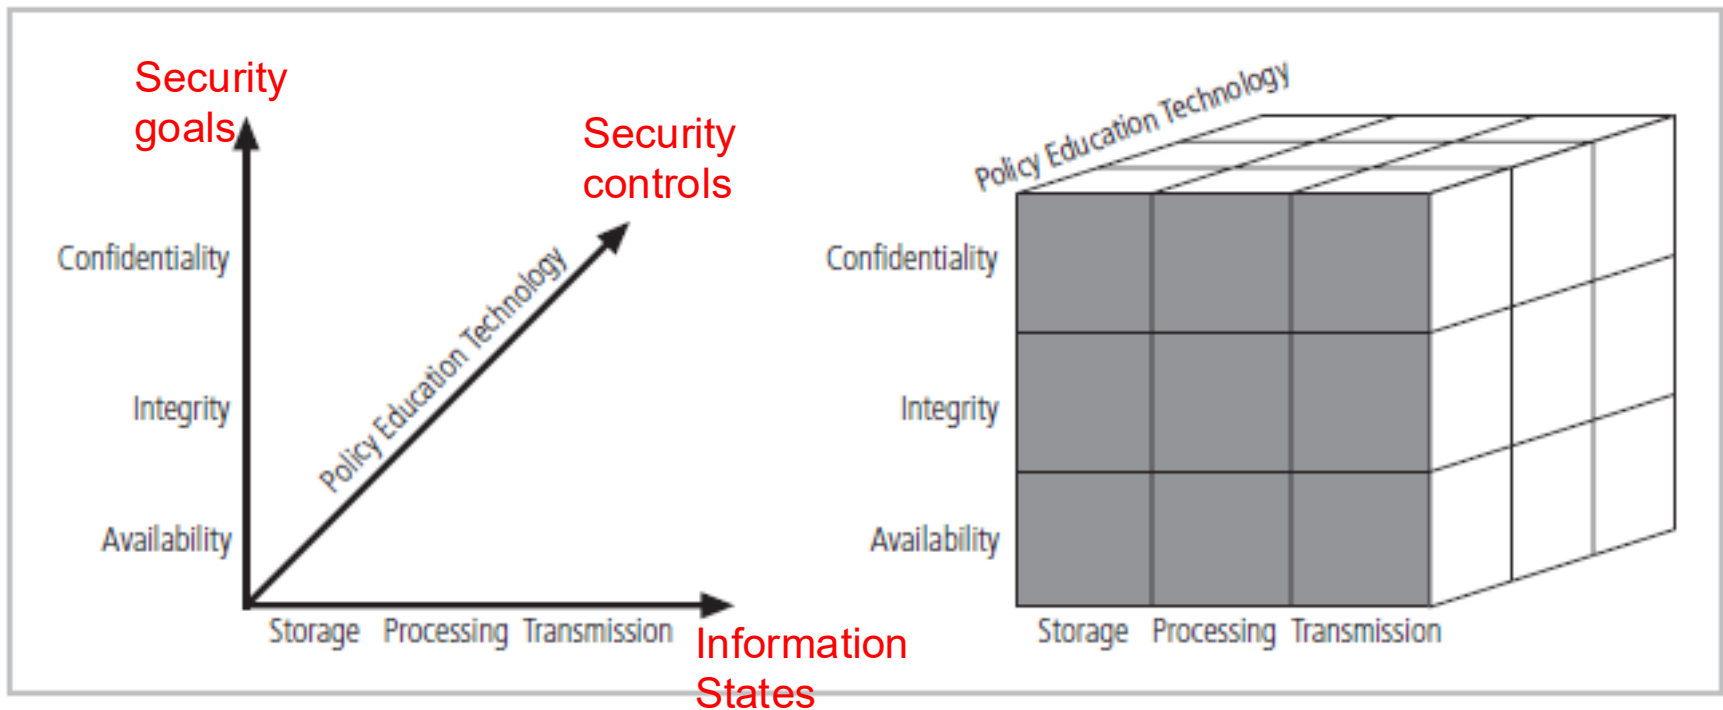 Security
goals
Security
controls
Policy Education Technology
Confidentiality
Integrity
Availability
Storage Processing Transmission
Information
States
Policy Education Technology
Confidentiality
Integrity
Availability
Storage Processing Transmission